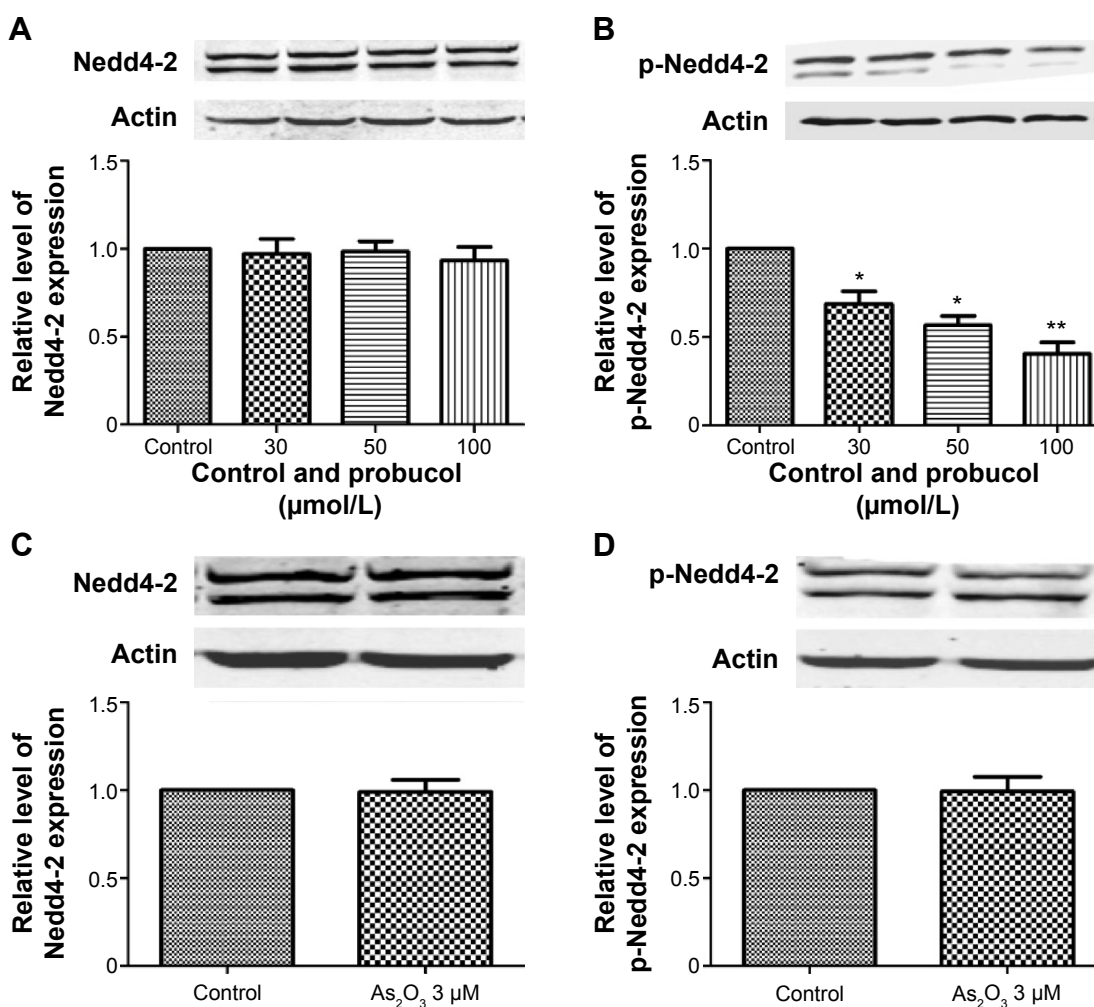 A
Nedd4-2
Actin
Relative level of
Nedd4-2 expression
1.5
1.0
0.5
0
Control 30 50 100
Control and probucol
(µmol/L)
B
p-Nedd4-2
Actin
Relative level of
p-Nedd4-2 expression
1.5
1.0
0.5
0
*
*
**
Control 30 50 100
Control and probucol
(µmol/L)
C
Nedd4-2
Actin
Relative level of
Nedd4-2 expression
1.5
1.0
0.5
0
Control As₂O₃ 3 µM
D
p-Nedd4-2
Actin
Relative level of
p-Nedd4-2 expression
1.5
1.0
0.5
0
Control As₂O₃ 3 µM